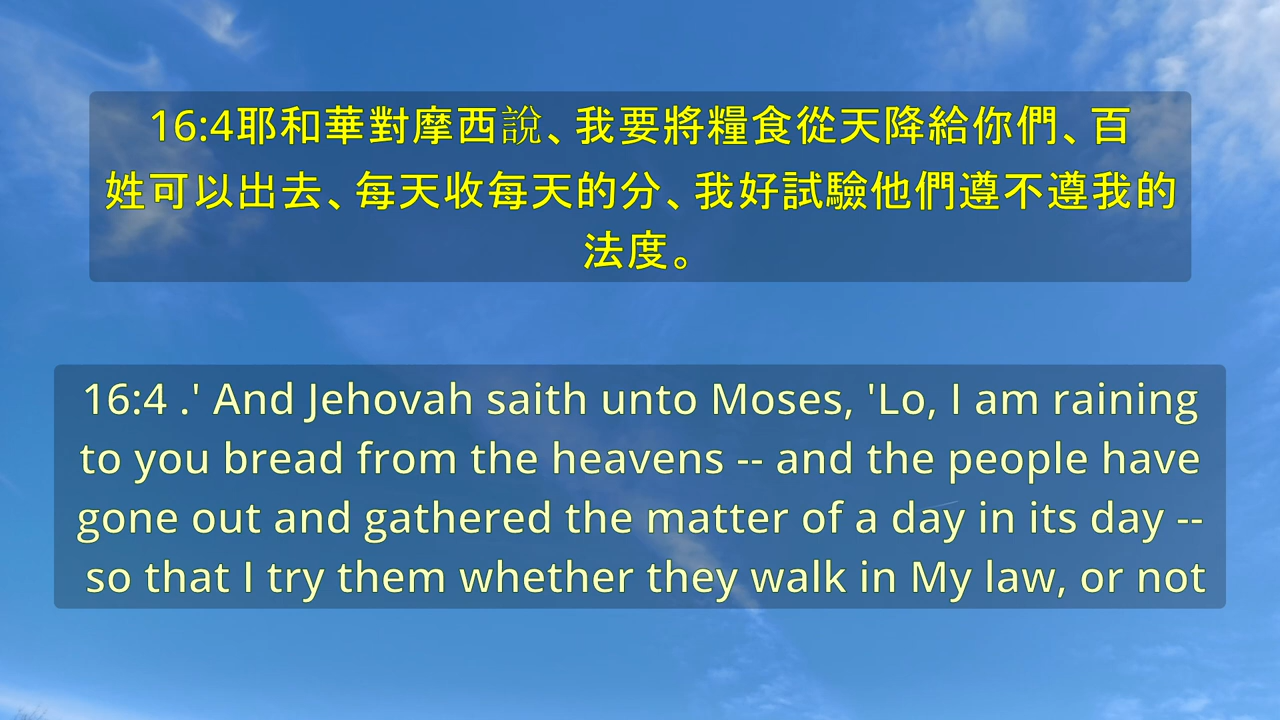 16:4耶和華對摩西說、我要將糧食從天降給你們、百
姓可以出去、每天收每天的分、我好試驗他們遵不遵我的
法度。
16:4 .' And Jehovah saith unto Moses, 'Lo, I am raining
to you bread from the heavens -- and the people have
gone out and gathered the matter of a day in its day --
so that I try them whether they walk in My law, or not